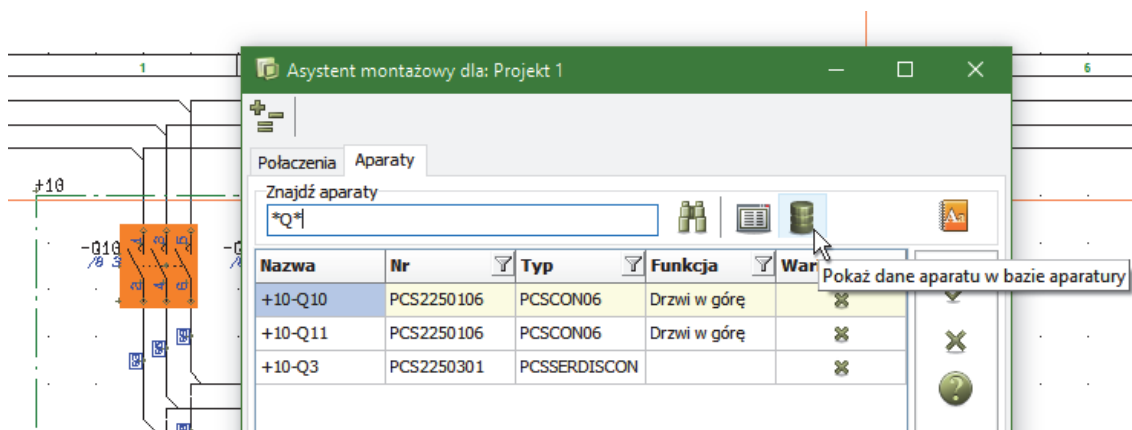 Asystent montażowy dla: Projekt 1
1
6
Połaczenia Aparaty
Znajdź aparaty
*Q*
+10
-Q10
/8 3
Nazwa Nr Typ Funkcja War
Pokaż dane aparatu w bazie aparatury
+10-Q10 PCS2250106 PCSCON06 Drzwi w górę
+10-Q11 PCS2250106 PCSCON06 Drzwi w górę
+10-Q3 PCS2250301 PCSSERDISCON